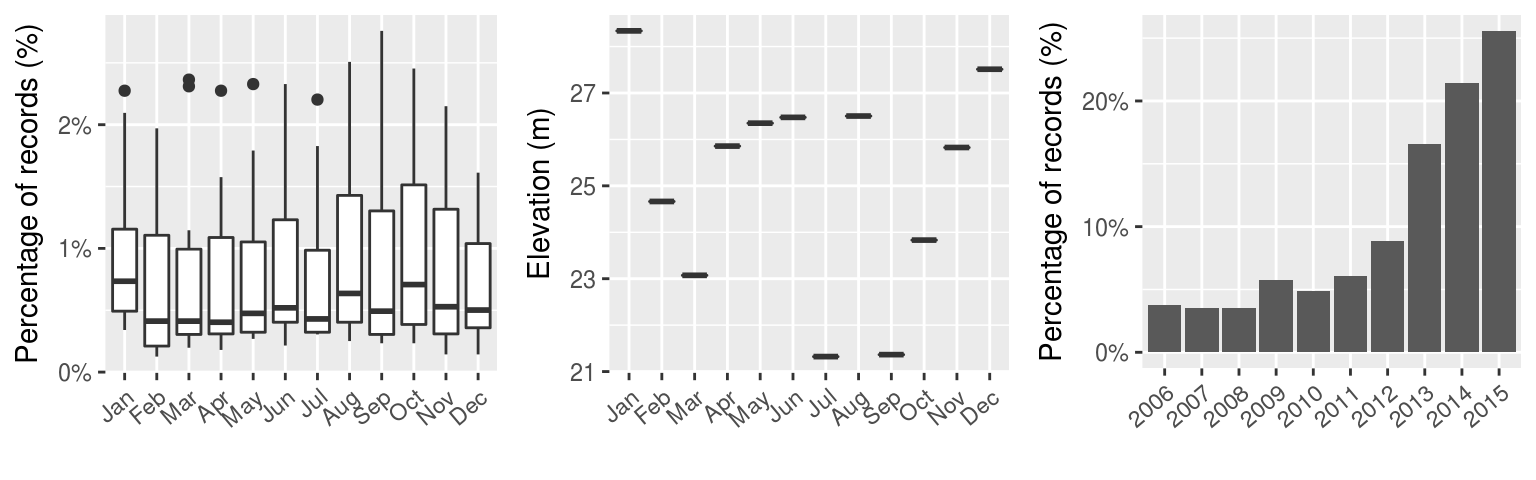 Percentage of records (%)
2%
1%
0%
Jan Feb Mar Apr May Jun Jul Aug Sep Oct Nov Dec
Elevation (m)
27
25
23
21
Jan Feb Mar Apr May Jun Jul Aug Sep Oct Nov Dec
Percentage of records (%)
20%
10%
0%
2006 2007 2008 2009 2010 2011 2012 2013 2014 2015